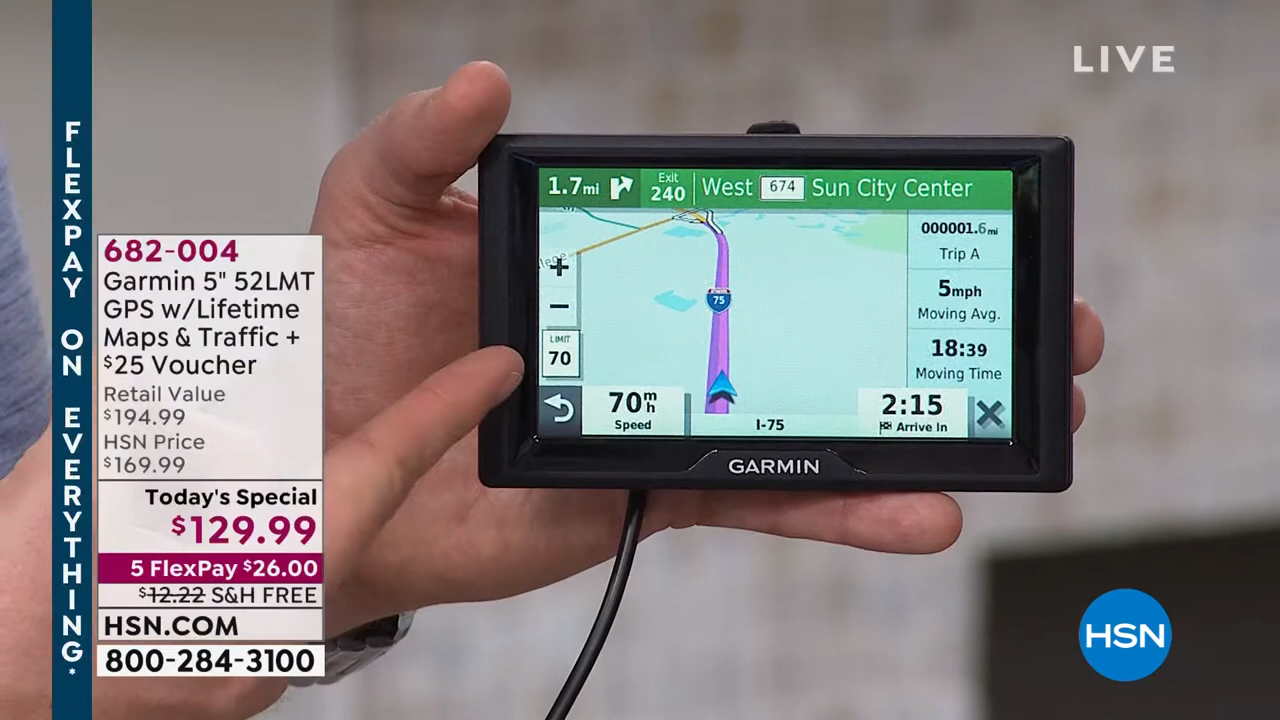 LIVE
FLEXPAY ON EVERYTHING.*
682-004
Garmin 5" 52LMT
GPS w/Lifetime
Maps & Traffic +
$25 Voucher
Retail Value
$194.99
HSN Price
$169.99
Today's Special
$129.99
5 FlexPay $26.00
$12.22 S&H FREE
HSN.COM
800-284-3100
1.7mi Exit 240 West 674 Sun City Center
000001.6mi
Trip A
5mph
Moving Avg.
18:39
Moving Time
+
−
LIMIT
70
75
70mh
Speed
I-75
2:15
Arrive In
GARMIN
HSN